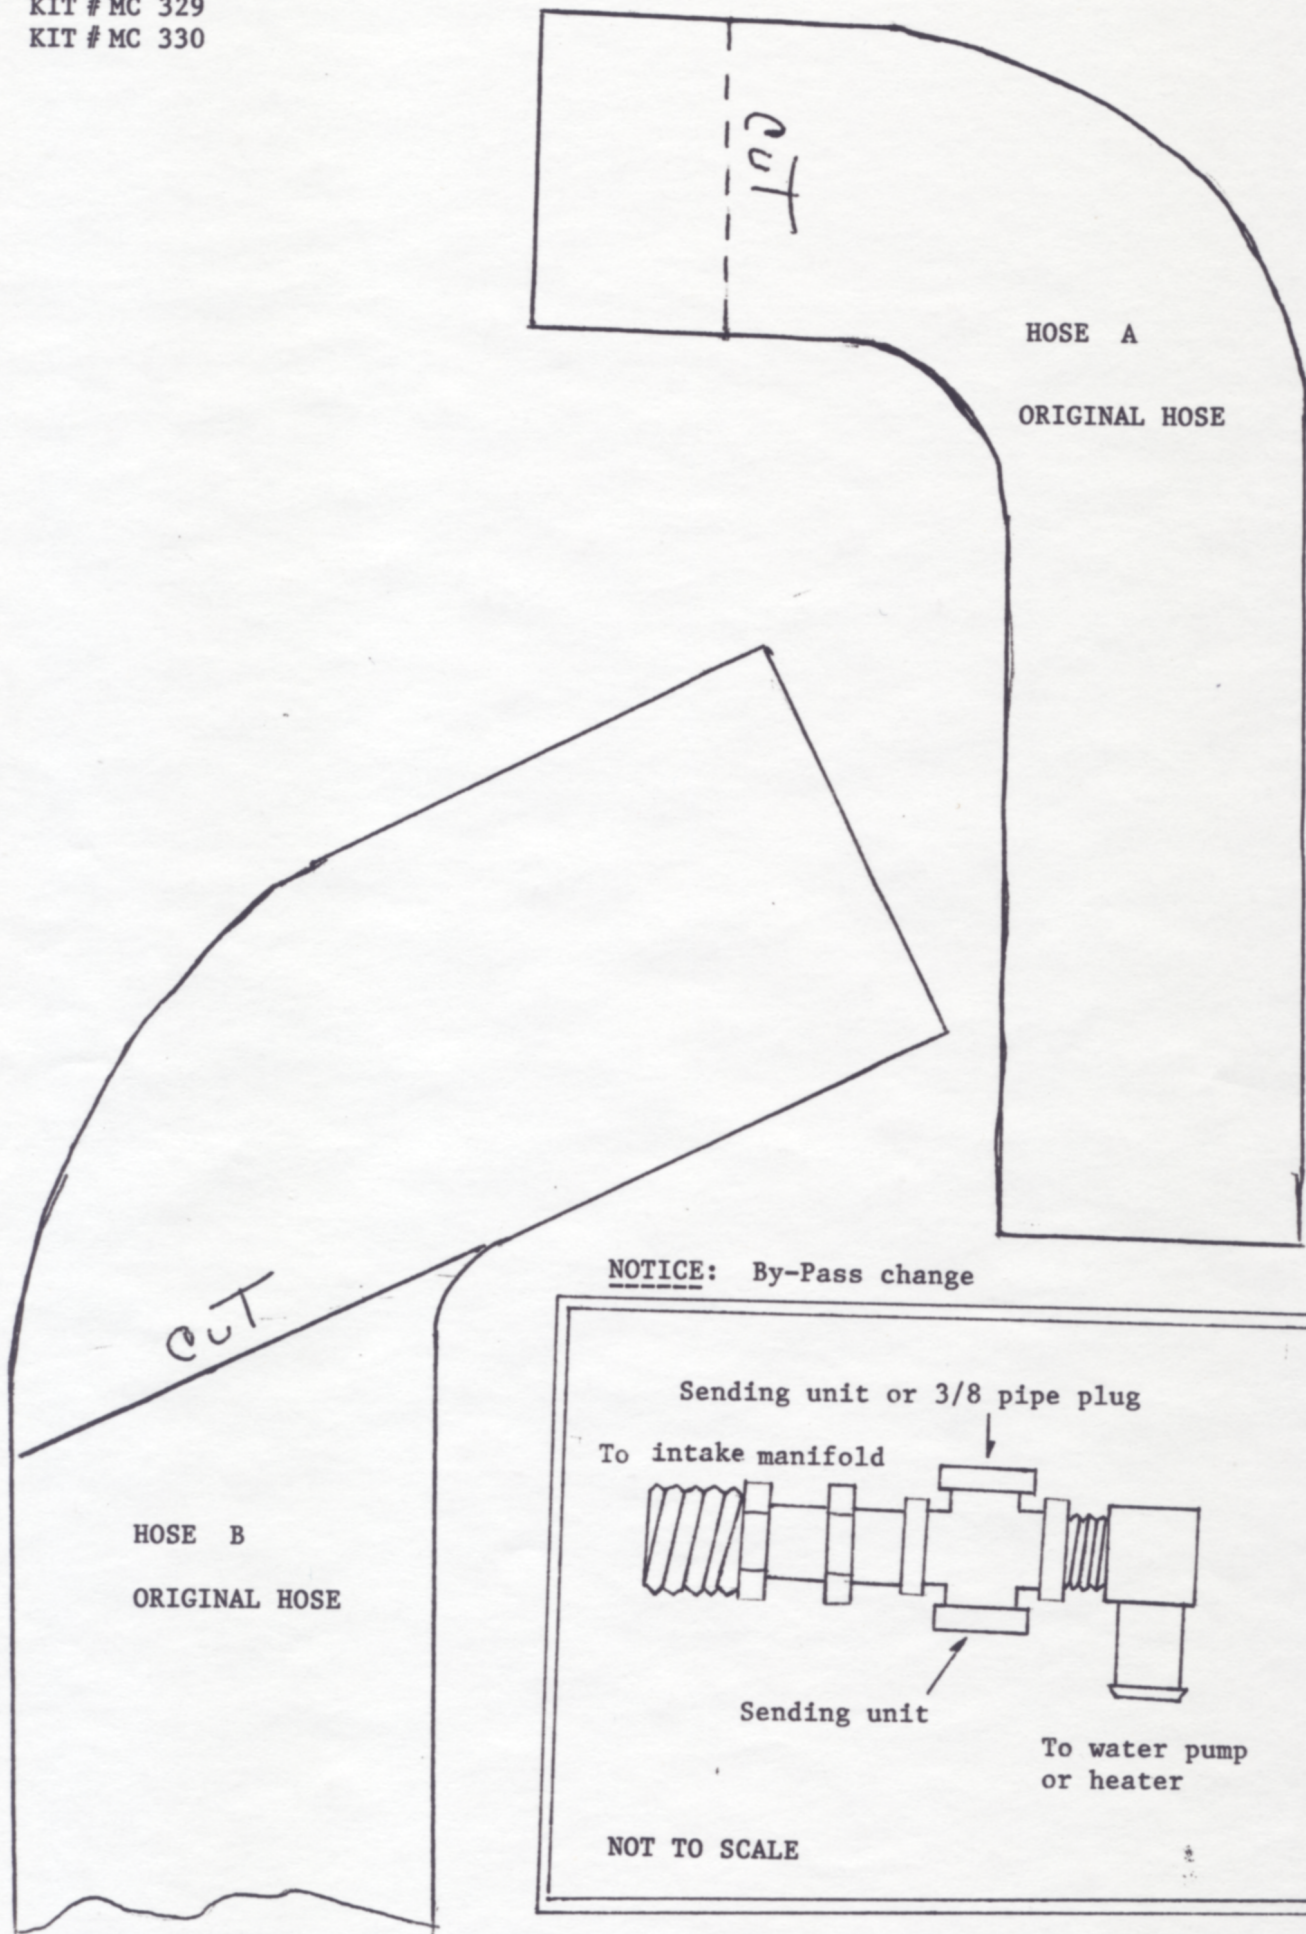 KIT # MC 329
KIT # MC 330
CUT
HOSE A
ORIGINAL HOSE
CUT
HOSE B
ORIGINAL HOSE
NOTICE: By-Pass change
Sending unit or 3/8 pipe plug
To intake manifold
Sending unit
To water pump
or heater
NOT TO SCALE